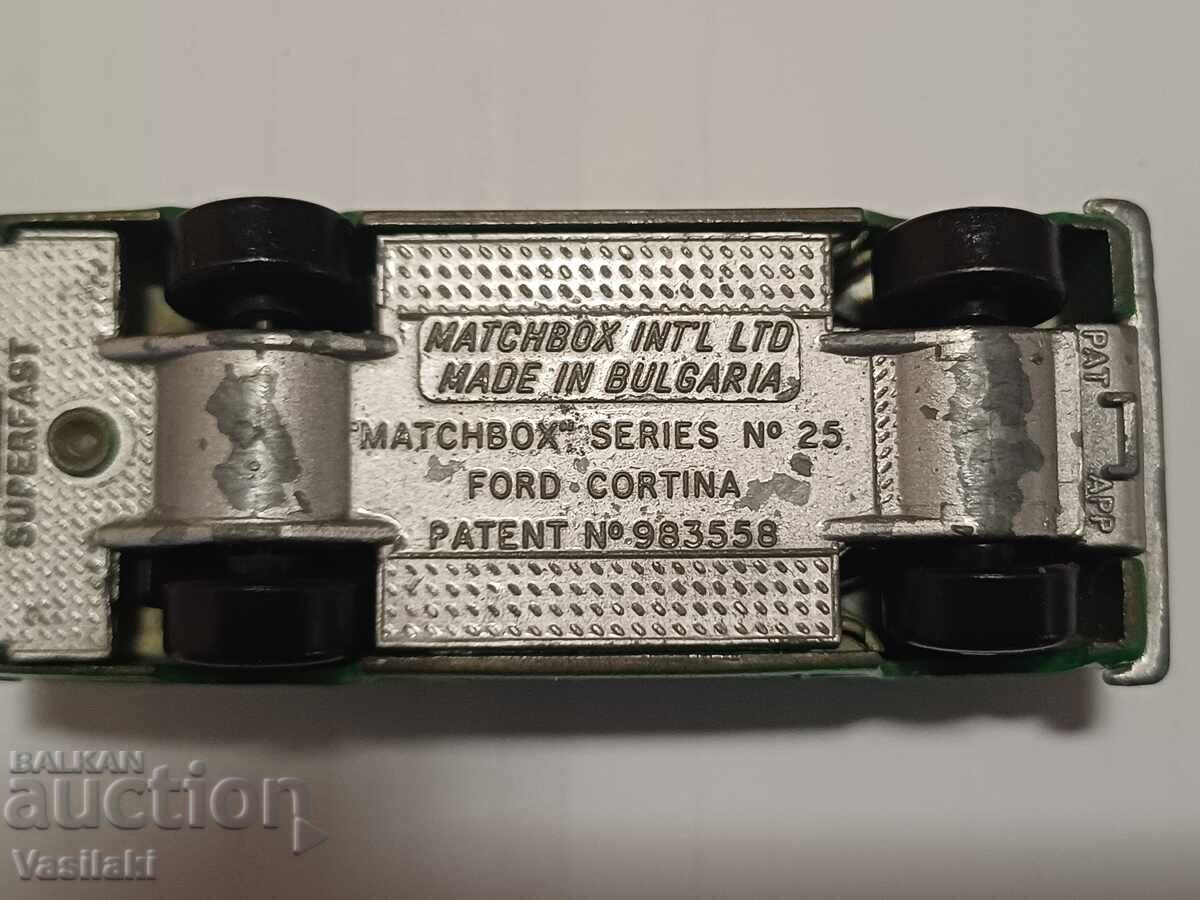 SUPERFAST
MATCHBOX INT'L LTD
MADE IN BULGARIA
"MATCHBOX" SERIES Nº 25
FORD CORTINA
PATENT Nº 983558
PAT APP
BALKAN
auction
Vasilaki